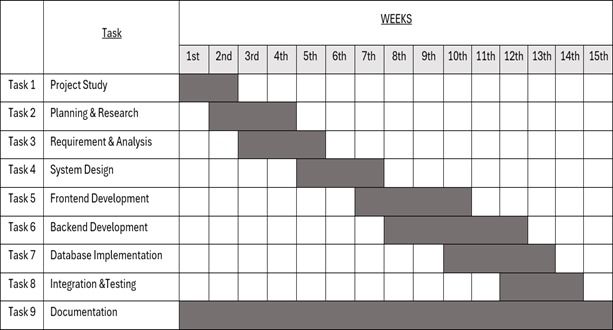 Task
WEEKS
1st 2nd 3rd 4th 5th 6th 7th 8th 9th 10th 11th 12th 13th 14th 15th
Task 1 Project Study
Task 2 Planning & Research
Task 3 Requirement & Analysis
Task 4 System Design
Task 5 Frontend Development
Task 6 Backend Development
Task 7 Database Implementation
Task 8 Integration &Testing
Task 9 Documentation